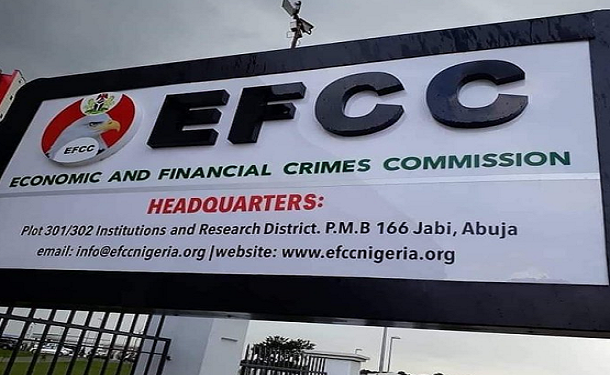 EFCC
EFCC
ECONOMIC AND FINANCIAL CRIMES COMMISSION
HEADQUARTERS:
Plot 301/302 Institutions and Research District. P.M.B 166 Jabi, Abuja
email: info@efccnigeria.org | website: www.efccnigeria.org